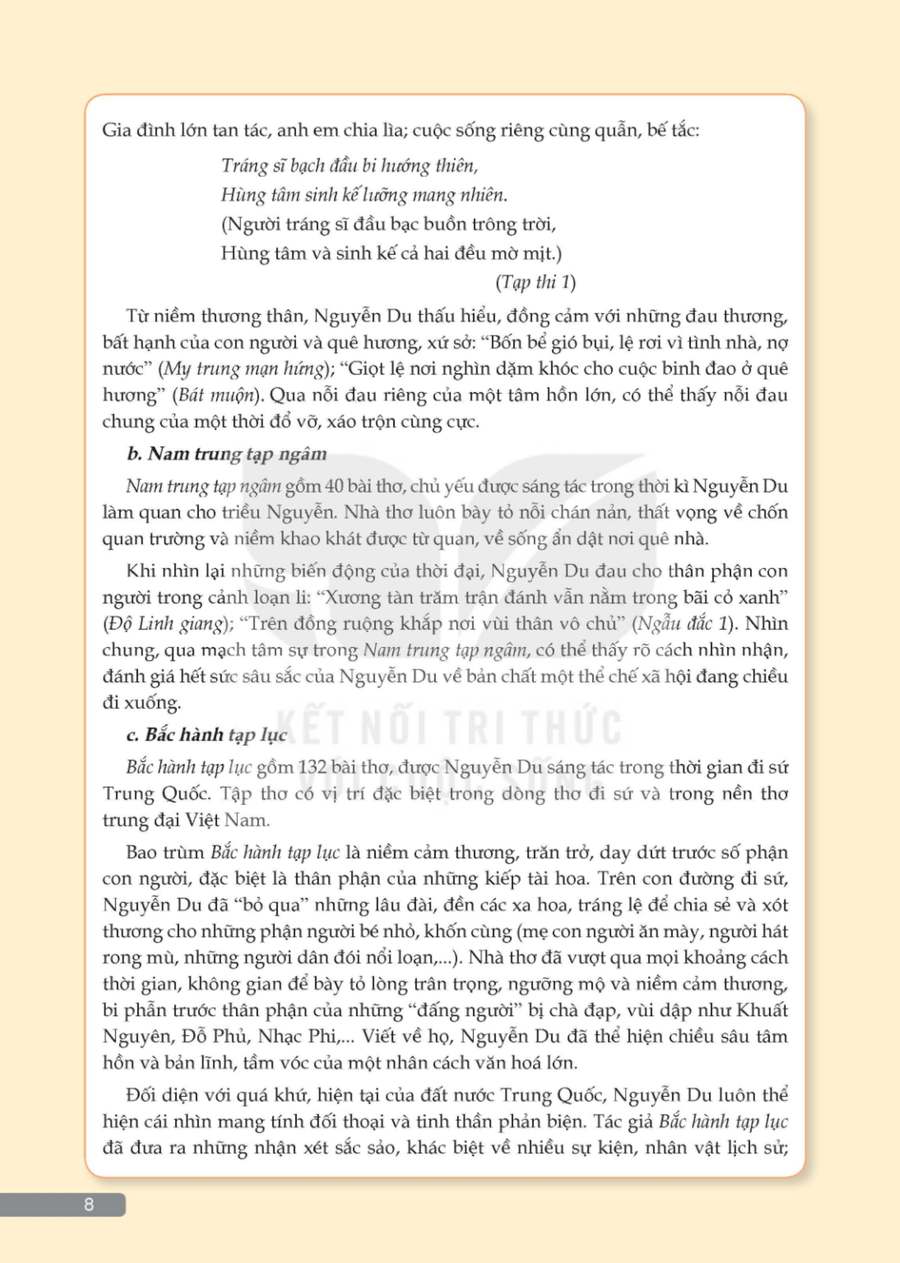 Gia đình lớn tan tác, anh em chia lìa; cuộc sống riêng cùng quẫn, bế tắc:
Tráng sĩ bạch đầu bi hướng thiên,
Hùng tâm sinh kế lưỡng mang nhiên.
(Người tráng sĩ đầu bạc buồn trông trời,
Hùng tâm và sinh kế cả hai đều mờ mịt.)
(Tạp thi 1)
Từ niềm thương thân, Nguyễn Du thấu hiểu, đồng cảm với những đau thương,
bất hạnh của con người và quê hương, xứ sở: “Bốn bể gió bụi, lệ rơi vì tình nhà, nợ
nước” (My trung mạn hứng); “Giọt lệ nơi nghìn dặm khóc cho cuộc binh đao ở quê
hương” (Bát muộn). Qua nỗi đau riêng của một tâm hồn lớn, có thể thấy nỗi đau
chung của một thời đổ vỡ, xáo trộn cùng cực.
b. Nam trung tạp ngâm
Nam trung tạp ngâm gồm 40 bài thơ, chủ yếu được sáng tác trong thời kì Nguyễn Du
làm quan cho triều Nguyễn. Nhà thơ luôn bày tỏ nỗi chán nản, thất vọng về chốn
quan trường và niềm khao khát được từ quan, về sống ẩn dật nơi quê nhà.
Khi nhìn lại những biến động của thời đại, Nguyễn Du đau cho thân phận con
người trong cảnh loạn li: “Xương tàn trăm trận đánh vẫn nằm trong bãi cỏ xanh”
(Độ Linh giang); “Trên đồng ruộng khắp nơi vùi thân vô chủ” (Ngẫu đắc 1). Nhìn
chung, qua mạch tâm sự trong Nam trung tạp ngâm, có thể thấy rõ cách nhìn nhận,
đánh giá hết sức sâu sắc của Nguyễn Du về bản chất một thể chế xã hội đang chiều
đi xuống.
KẾT NỐI TRI THỨC
c. Bắc hành tạp lục
Bắc hành tạp lục gồm 132 bài thơ, được Nguyễn Du sáng tác trong thời gian đi sứ
VỚI CUỘC SỐNG
Trung Quốc. Tập thơ có vị trí đặc biệt trong dòng thơ đi sứ và trong nền thơ
trung đại Việt Nam.
Bao trùm Bắc hành tạp lục là niềm cảm thương, trăn trở, day dứt trước số phận
con người, đặc biệt là thân phận của những kiếp tài hoa. Trên con đường đi sứ,
Nguyễn Du đã “bỏ qua” những lâu đài, đền các xa hoa, tráng lệ để chia sẻ và xót
thương cho những phận người bé nhỏ, khốn cùng (mẹ con người ăn mày, người hát
rong mù, những người dân đói nổi loạn,...). Nhà thơ đã vượt qua mọi khoảng cách
thời gian, không gian để bày tỏ lòng trân trọng, ngưỡng mộ và niềm cảm thương,
bi phẫn trước thân phận của những “đấng người” bị chà đạp, vùi dập như Khuất
Nguyên, Đỗ Phủ, Nhạc Phi,... Viết về họ, Nguyễn Du đã thể hiện chiều sâu tâm
hồn và bản lĩnh, tầm vóc của một nhân cách văn hoá lớn.
Đối diện với quá khứ, hiện tại của đất nước Trung Quốc, Nguyễn Du luôn thể
hiện cái nhìn mang tính đối thoại và tinh thần phản biện. Tác giả Bắc hành tạp lục
đã đưa ra những nhận xét sắc sảo, khác biệt về nhiều sự kiện, nhân vật lịch sử;
8